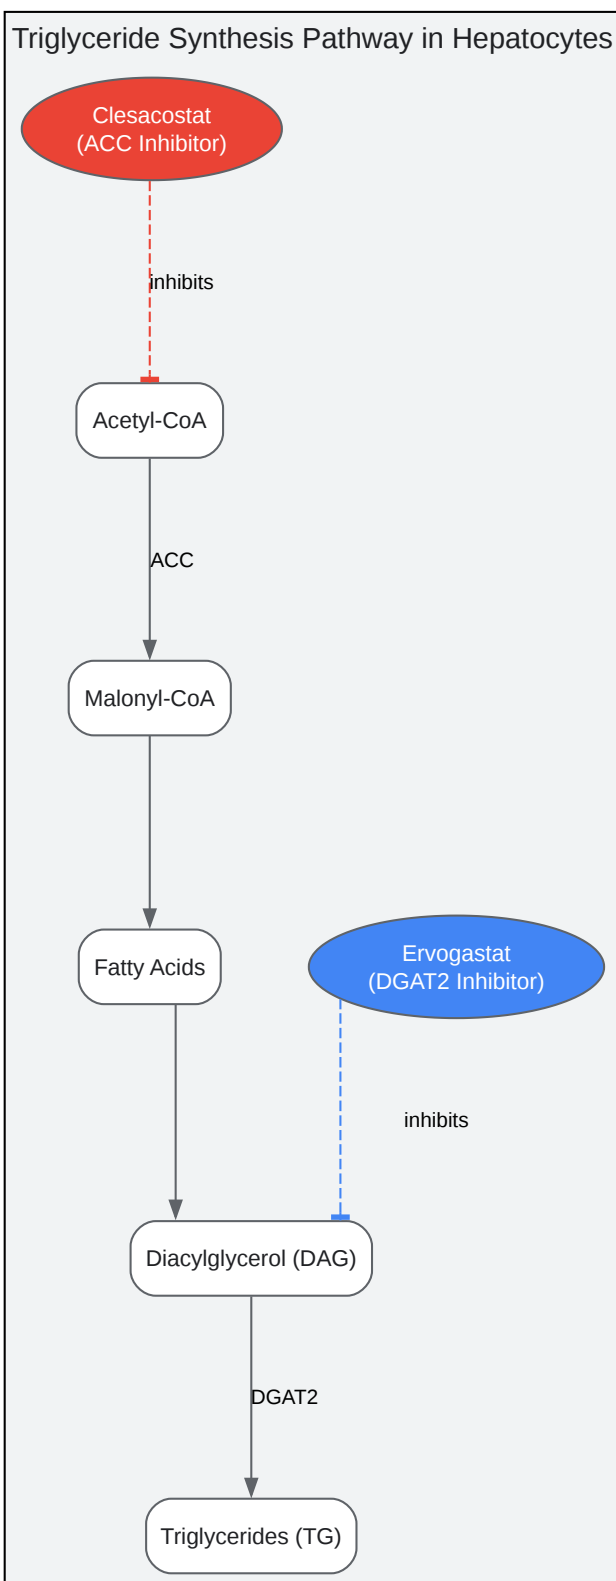 Triglyceride Synthesis Pathway in Hepatocytes
Clesacostat
(ACC Inhibitor)
inhibits
Acetyl-CoA
ACC
Malonyl-CoA
Fatty Acids
Ervogastat
(DGAT2 Inhibitor)
inhibits
Diacylglycerol (DAG)
DGAT2
Triglycerides (TG)